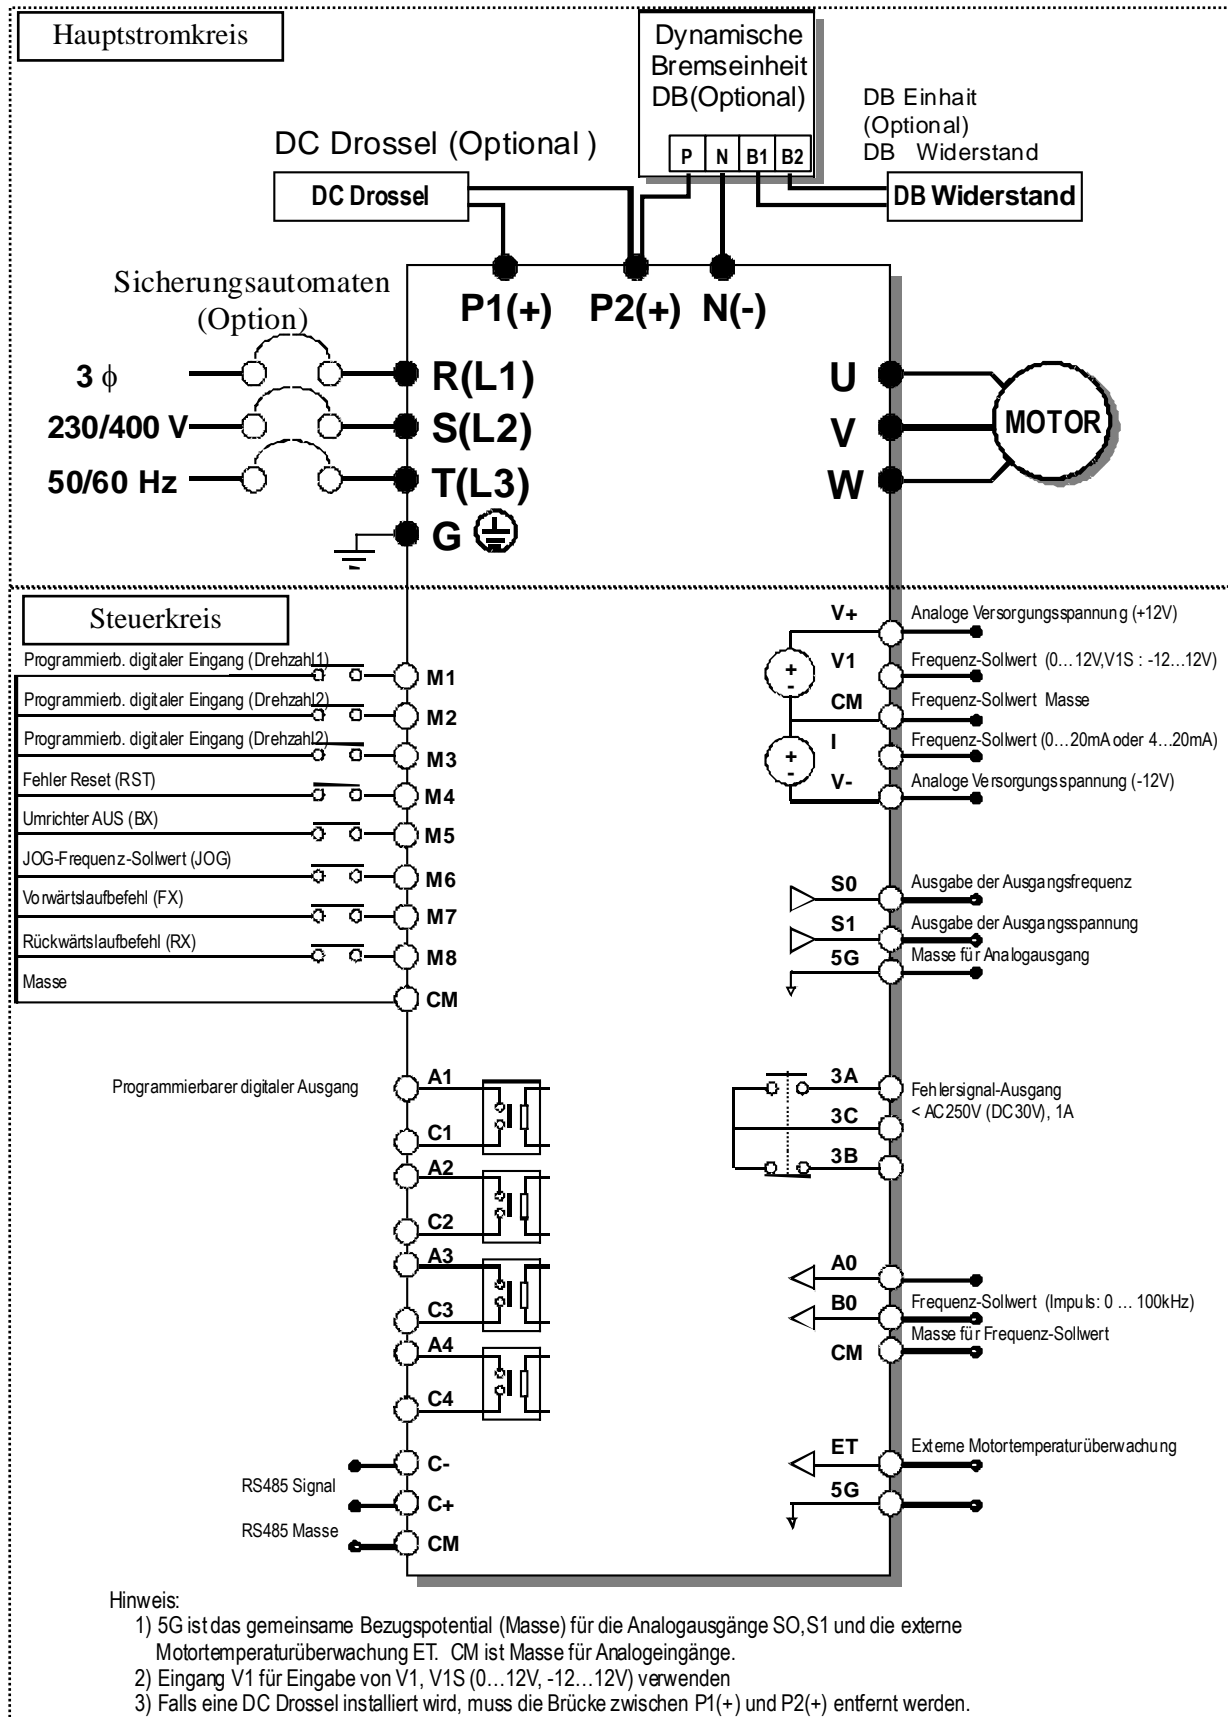 Hauptstromkreis
Dynamische
Bremseinheit
DB(Optional)
P N B1 B2
DB Einhait
(Optional)
DB Widerstand
DB Widerstand
DC Drossel (Optional )
DC Drossel
Sicherungsautomaten
(Option)
P1(+) P2(+) N(-)
3 ϕ
R(L1)
U
230/400 V
S(L2)
V
MOTOR
50/60 Hz
T(L3)
W
G
Steuerkreis
Programmierb. digitaler Eingang (Drehzahl1)
M1
Programmierb. digitaler Eingang (Drehzahl2)
M2
Programmierb. digitaler Eingang (Drehzahl2)
M3
Fehler Reset (RST)
M4
Umrichter AUS (BX)
M5
JOG-Frequenz-Sollwert (JOG)
M6
Vorwärtslaufbefehl (FX)
M7
Rückwärtslaufbefehl (RX)
M8
Masse
CM
V+
Analoge Versorgungsspannung (+12V)
+
-
V1
Frequenz-Sollwert (0…12V,V1S : -12…12V)
CM
Frequenz-Sollwert Masse
+
-
I
Frequenz-Sollwert (0…20mA oder 4…20mA)
V-
Analoge Versorgungsspannung (-12V)
S0
Ausgabe der Ausgangsfrequenz
S1
Ausgabe der Ausgangsspannung
5G
Masse für Analogausgang
Programmierbarer digitaler Ausgang
A1
C1
A2
C2
A3
C3
A4
C4
3A
Fehlersignal-Ausgang
< AC250V (DC30V), 1A
3C
3B
A0
B0
Frequenz-Sollwert (Impuls: 0 … 100kHz)
Masse für Frequenz-Sollwert
CM
ET
Externe Motortemperaturüberwachung
5G
C-
RS485 Signal
C+
RS485 Masse
CM
Hinweis:
1) 5G ist das gemeinsame Bezugspotential (Masse) für die Analogausgänge SO,S1 und die externe
Motortemperaturüberwachung ET. CM ist Masse für Analogeingänge.
2) Eingang V1 für Eingabe von V1, V1S (0…12V, -12…12V) verwenden
3) Falls eine DC Drossel installiert wird, muss die Brücke zwischen P1(+) und P2(+) entfernt werden.